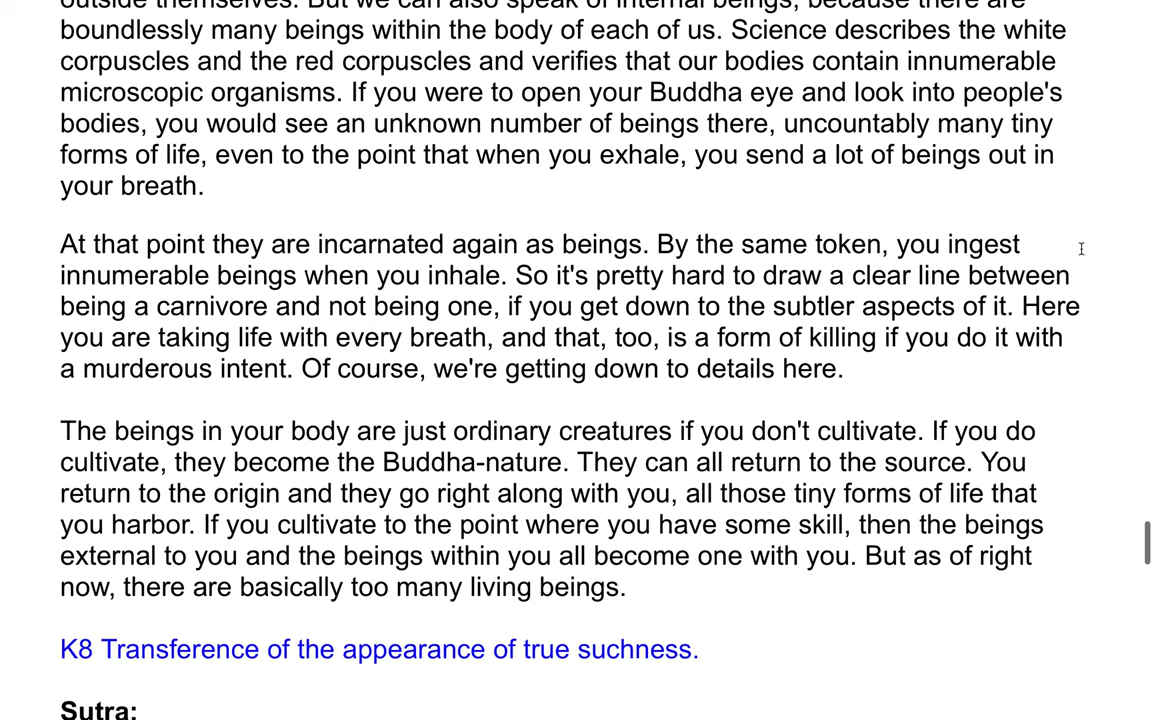 outside themselves. But we can also speak of internal beings, because there are
boundlessly many beings within the body of each of us. Science describes the white
corpuscles and the red corpuscles and verifies that our bodies contain innumerable
microscopic organisms. If you were to open your Buddha eye and look into people's
bodies, you would see an unknown number of beings there, uncountably many tiny
forms of life, even to the point that when you exhale, you send a lot of beings out in
your breath.
At that point they are incarnated again as beings. By the same token, you ingest
innumerable beings when you inhale. So it's pretty hard to draw a clear line between
being a carnivore and not being one, if you get down to the subtler aspects of it. Here
you are taking life with every breath, and that, too, is a form of killing if you do it with
a murderous intent. Of course, we're getting down to details here.
The beings in your body are just ordinary creatures if you don't cultivate. If you do
cultivate, they become the Buddha-nature. They can all return to the source. You
return to the origin and they go right along with you, all those tiny forms of life that
you harbor. If you cultivate to the point where you have some skill, then the beings
external to you and the beings within you all become one with you. But as of right
now, there are basically too many living beings.
K8 Transference of the appearance of true suchness.
Sutra: